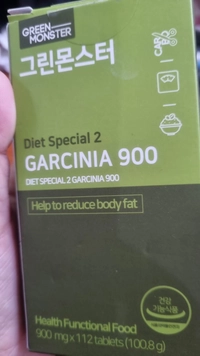 GREEN
MONSTER
그린몬스터
Diet Special 2
GARCINIA 900
DIET SPECIAL 2 GARCINIA 900
Help to reduce body fat
건강
기능식품
Health Functional Food
900 mg x 112 tablets (100.8 g)